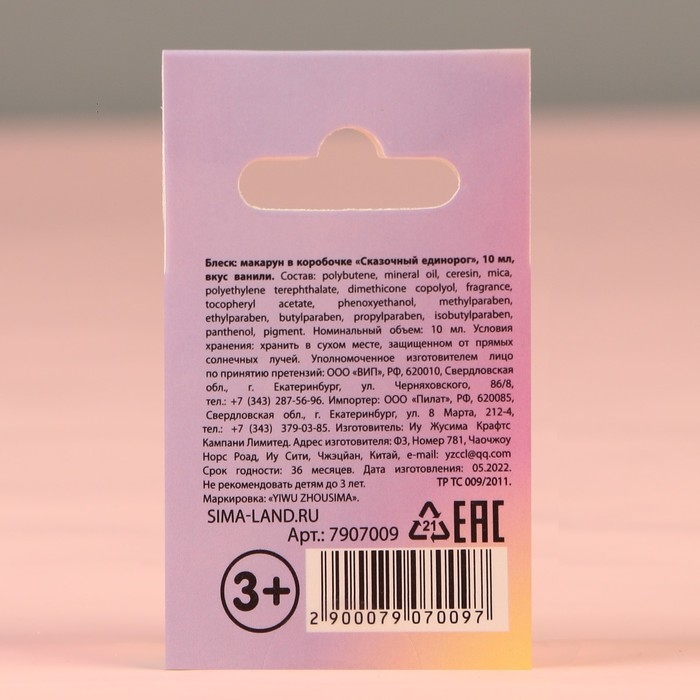 Блеск: макарун в коробочке «Сказочный единорог», 10 мл,
вкус ванили. Состав: polybutene, mineral oil, ceresin, mica,
polyethylene terephthalate, dimethicone copolyol, fragrance,
tocopheryl acetate, phenoxyethanol, methylparaben,
ethylparaben, butylparaben, propylparaben, isobutylparaben,
panthenol, pigment. Номинальный объем: 10 мл. Условия
хранения: хранить в сухом месте, защищенном от прямых
солнечных лучей. Уполномоченное изготовителем лицо
по принятию претензий: ООО «ВИП», РФ, 620010, Свердловская
обл., г. Екатеринбург, ул. Черняховского, 86/8,
тел.: +7 (343) 287-56-96. Импортер: ООО «Пилат», РФ, 620085,
Свердловская обл., г. Екатеринбург, ул. 8 Марта, 212-4,
тел.: +7 (343) 379-03-85. Изготовитель: Иу Жусима Крафтс
Кампани Лимитед. Адрес изготовителя: Ф3, Номер 781, Чаочжоу
Норс Роад, Иу Сити, Чжэцйан, Китай, e-mail: yzccl@qq.com
Срок годности: 36 месяцев. Дата изготовления: 05.2022.
Не рекомендовать детям до 3 лет. ТР ТС 009/2011.
Маркировка: «YIWU ZHOUSIMA».
SIMA-LAND.RU
Арт.: 7907009 21 EAC
3+
2 900079 070097